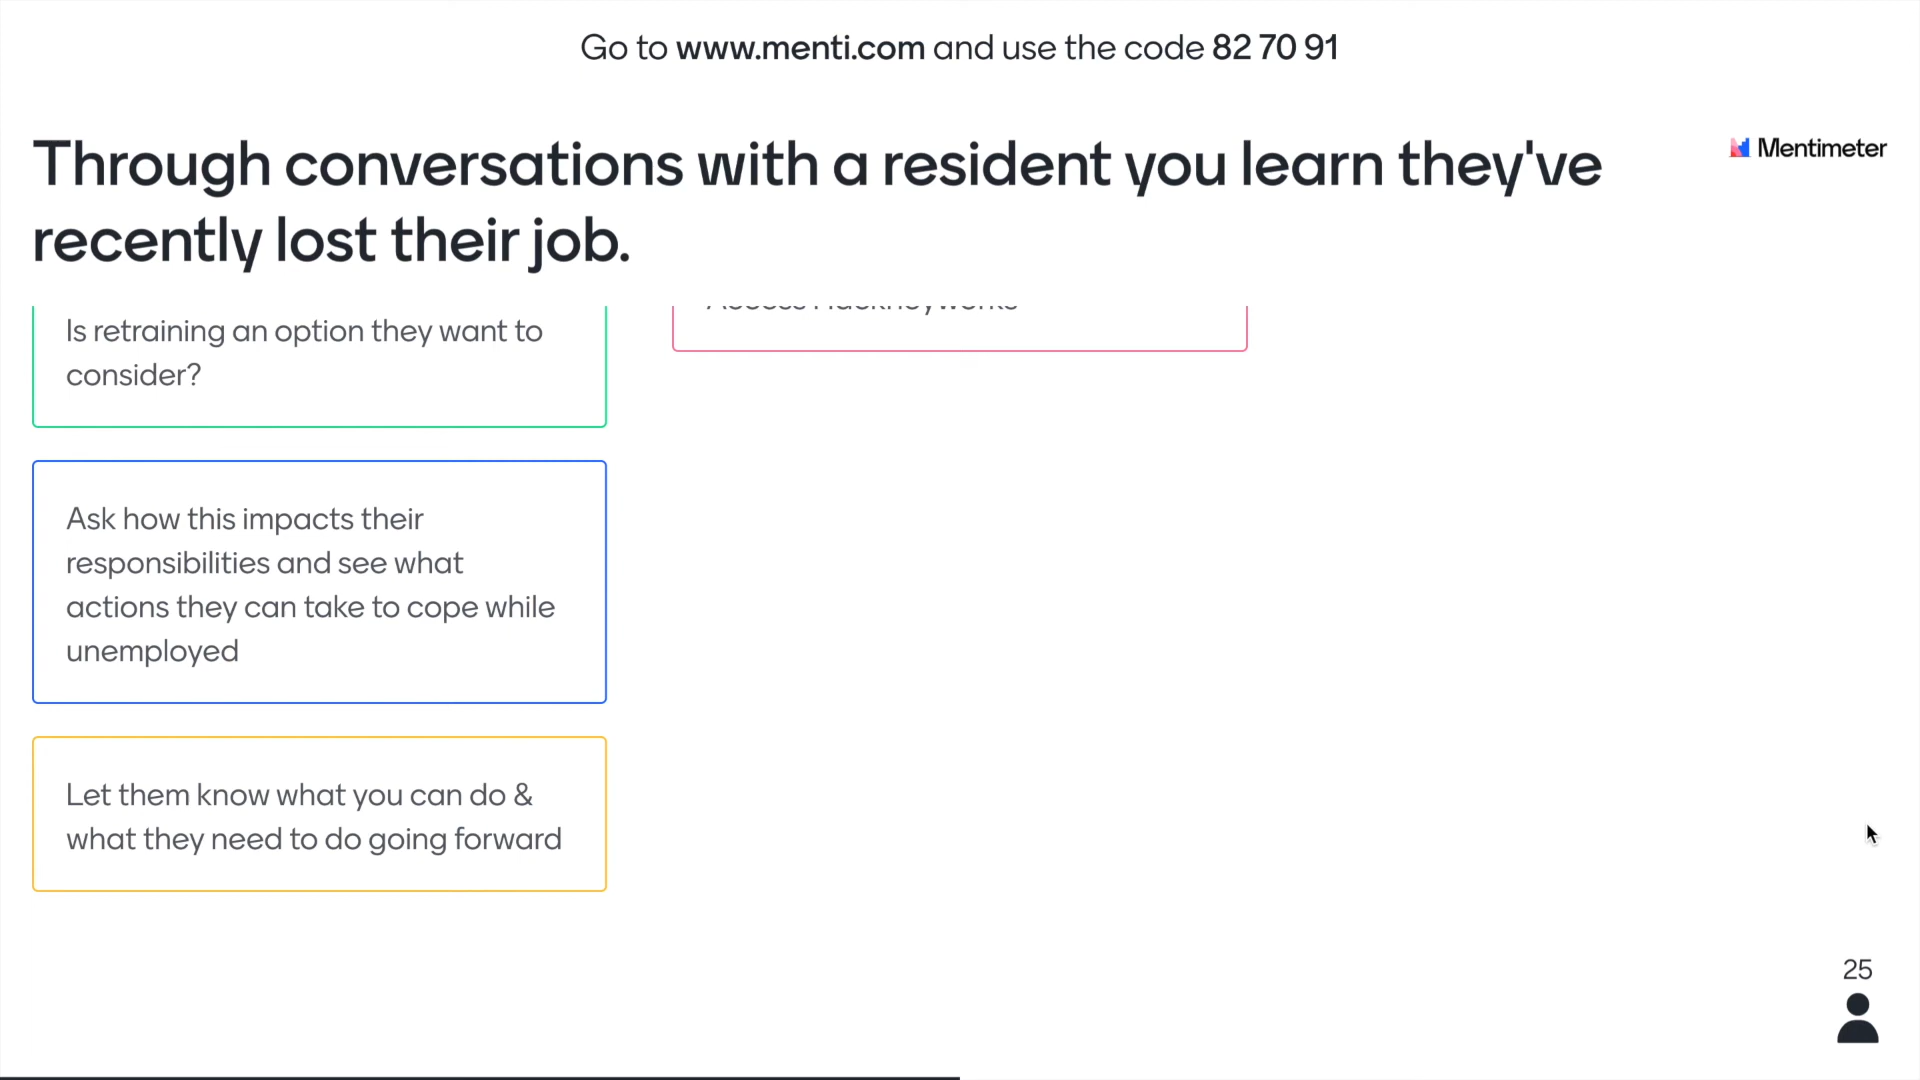 Go to www.menti.com and use the code 82 70 91
Through conversations with a resident you learn they've
recently lost their job.
Mentimeter
Is retraining an option they want to
consider?
Ask how this impacts their
responsibilities and see what
actions they can take to cope while
unemployed
Let them know what you can do &
what they need to do going forward
25